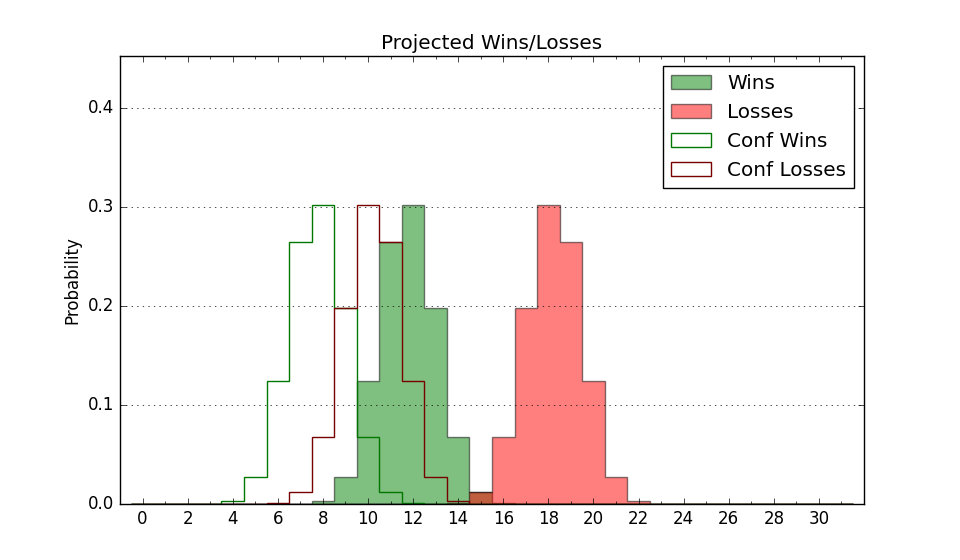 Projected Wins/Losses
Wins
Losses
Conf Wins
Conf Losses
Probability
0.4
0.3
0.2
0.1
0.0
0 2 4 6 8 10 12 14 16 18 20 22 24 26 28 30